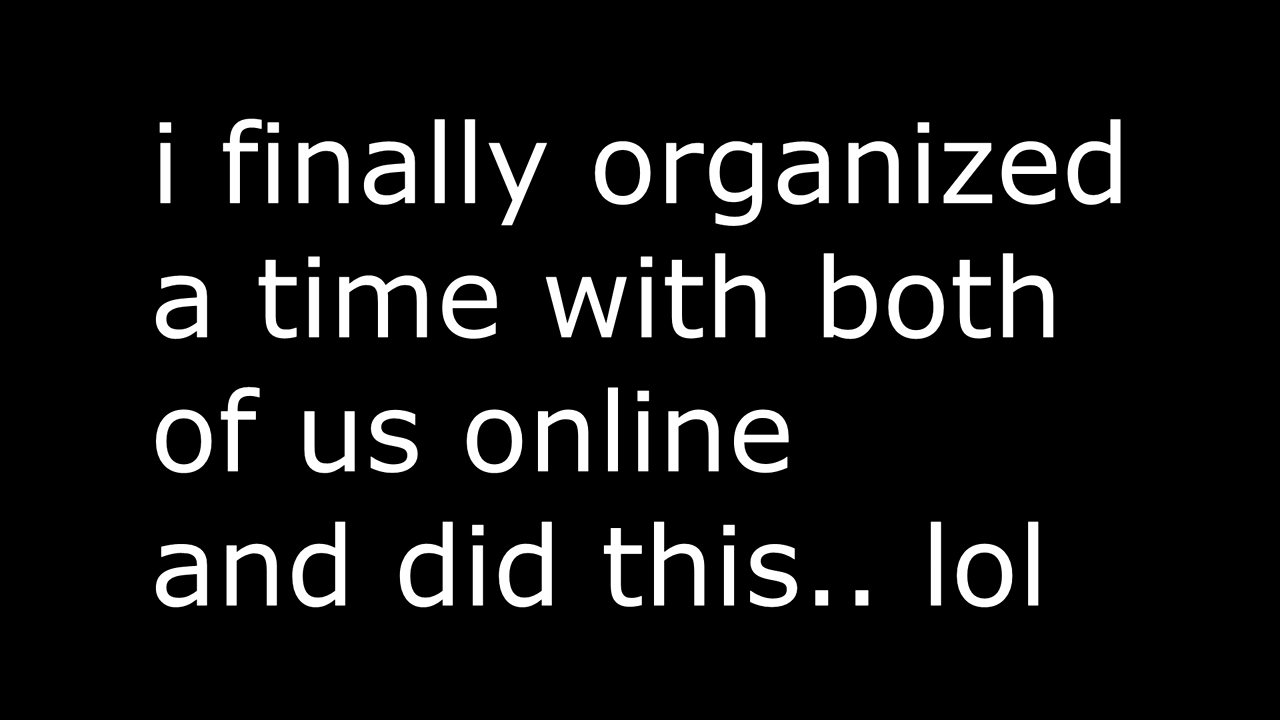 i finally organized
a time with both
of us online
and did this.. lol